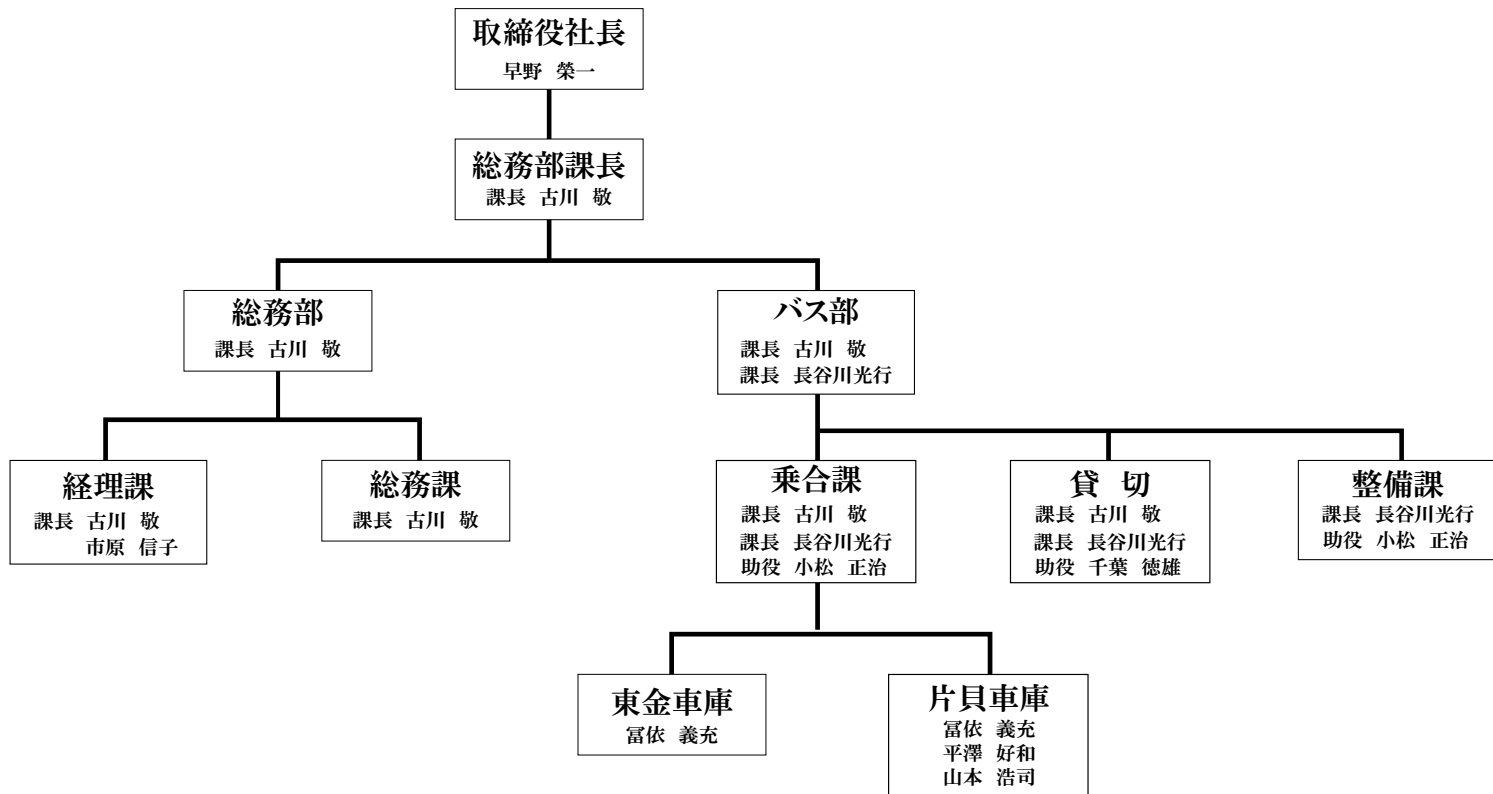 取締役社長
早野 榮一
総務部課長
課長 古川 敬
総務部
課長 古川 敬
バス部
課長 古川 敬
課長 長谷川光行
経理課
課長 古川 敬
市原 信子
総務課
課長 古川 敬
乗合課
課長 古川 敬
課長 長谷川光行
助役 小松 正治
貸 切
課長 古川 敬
課長 長谷川光行
助役 千葉 徳雄
整備課
課長 長谷川光行
助役 小松 正治
東金車庫
冨依 義充
片貝車庫
冨依 義充
平澤 好和
山本 浩司